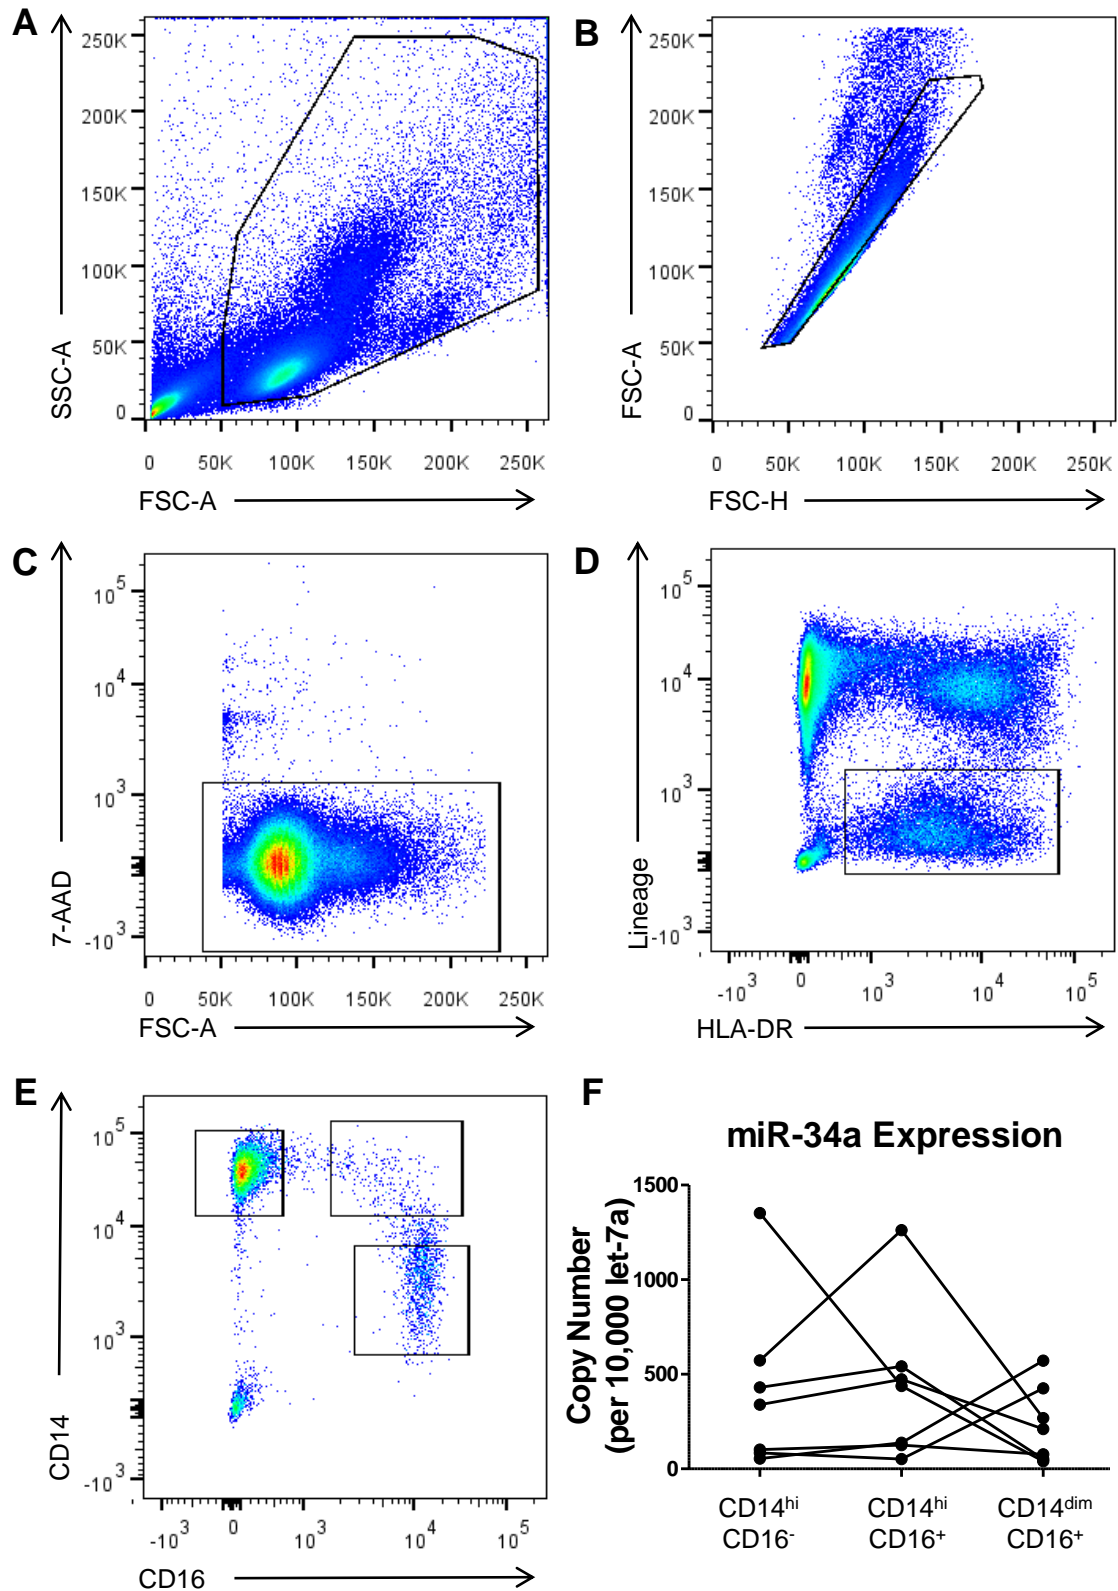 A
B
SSC-A
250K
200K
150K
100K
50K
0
0 50K 100K 150K 200K 250K
FSC-A
FSC-A
250K
200K
150K
100K
50K
0
0 50K 100K 150K 200K 250K
FSC-H
C
D
7-AAD
10^5
10^4
10^3
-10^3
0 50K 100K 150K 200K 250K
FSC-A
Lineage
10^5
10^4
10^3
-10^3
-10^3 0 10^3 10^4 10^5
HLA-DR
E
F
CD14
10^5
10^4
10^3
-10^3
-10^3 0 10^3 10^4 10^5
CD16
miR-34a Expression
Copy Number
(per 10,000 let-7a)
1500
1000
500
0
CD14^hi CD14^hi CD14^dim
CD16^- CD16^+ CD16^+